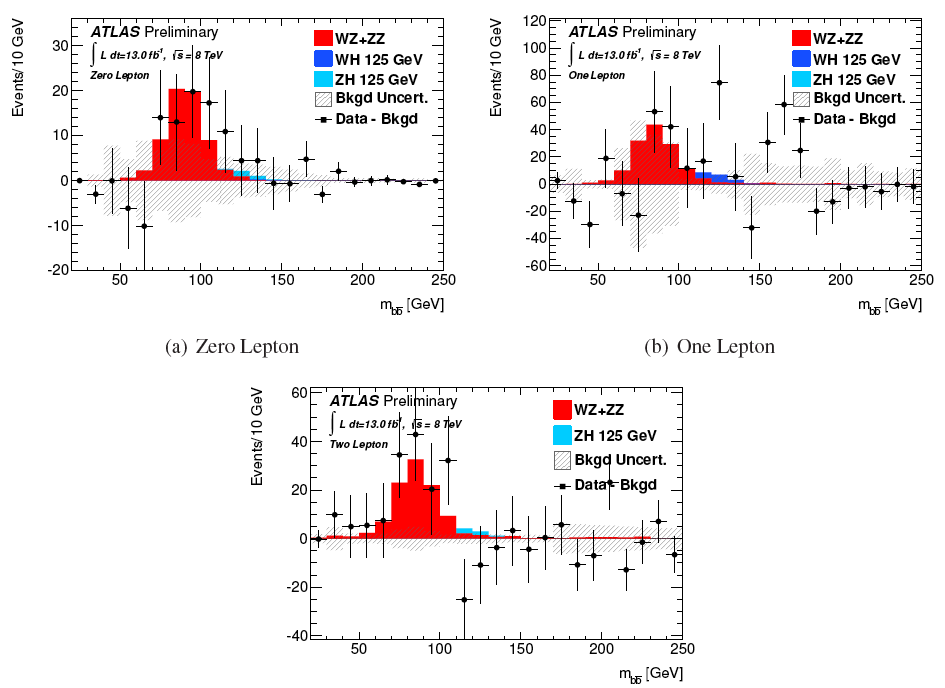 Events/10 GeV
30
20
10
0
-10
-20
ATLAS Preliminary
∫ L dt=13.0 fb⁻¹, √s = 8 TeV
Zero Lepton
WZ+ZZ
WH 125 GeV
ZH 125 GeV
Bkgd Uncert.
Data - Bkgd
50 100 150 200 250
m_bb̅ [GeV]
(a) Zero Lepton
Events/10 GeV
120
100
80
60
40
20
0
-20
-40
-60
ATLAS Preliminary
∫ L dt=13.0 fb⁻¹, √s = 8 TeV
One Lepton
WZ+ZZ
WH 125 GeV
ZH 125 GeV
Bkgd Uncert.
Data - Bkgd
50 100 150 200 250
m_bb̅ [GeV]
(b) One Lepton
Events/10 GeV
60
40
20
0
-20
-40
ATLAS Preliminary
∫ L dt=13.0 fb⁻¹, √s = 8 TeV
Two Lepton
WZ+ZZ
ZH 125 GeV
Bkgd Uncert.
Data - Bkgd
50 100 150 200 250
m_bb̅ [GeV]